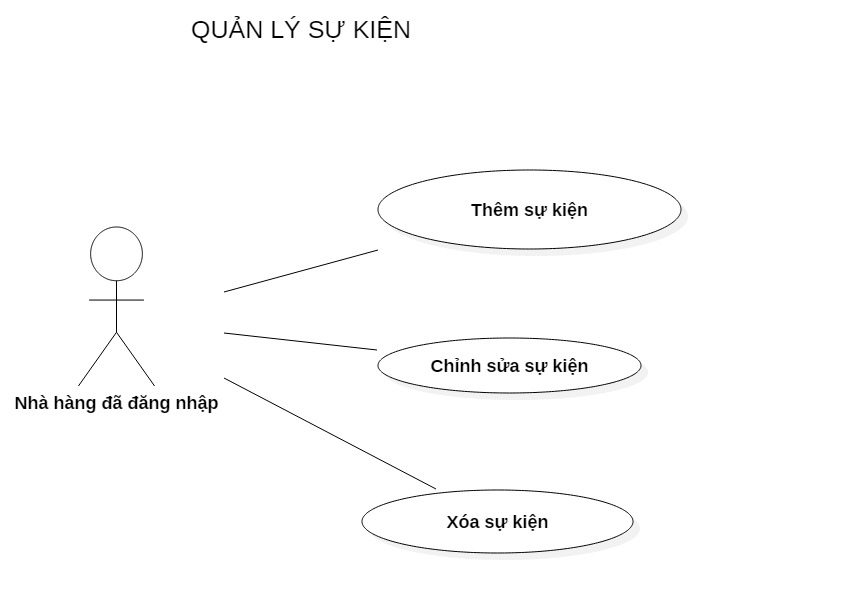 QUẢN LÝ SỰ KIỆN
Thêm sự kiện
Chỉnh sửa sự kiện
Nhà hàng đã đăng nhập
Xóa sự kiện